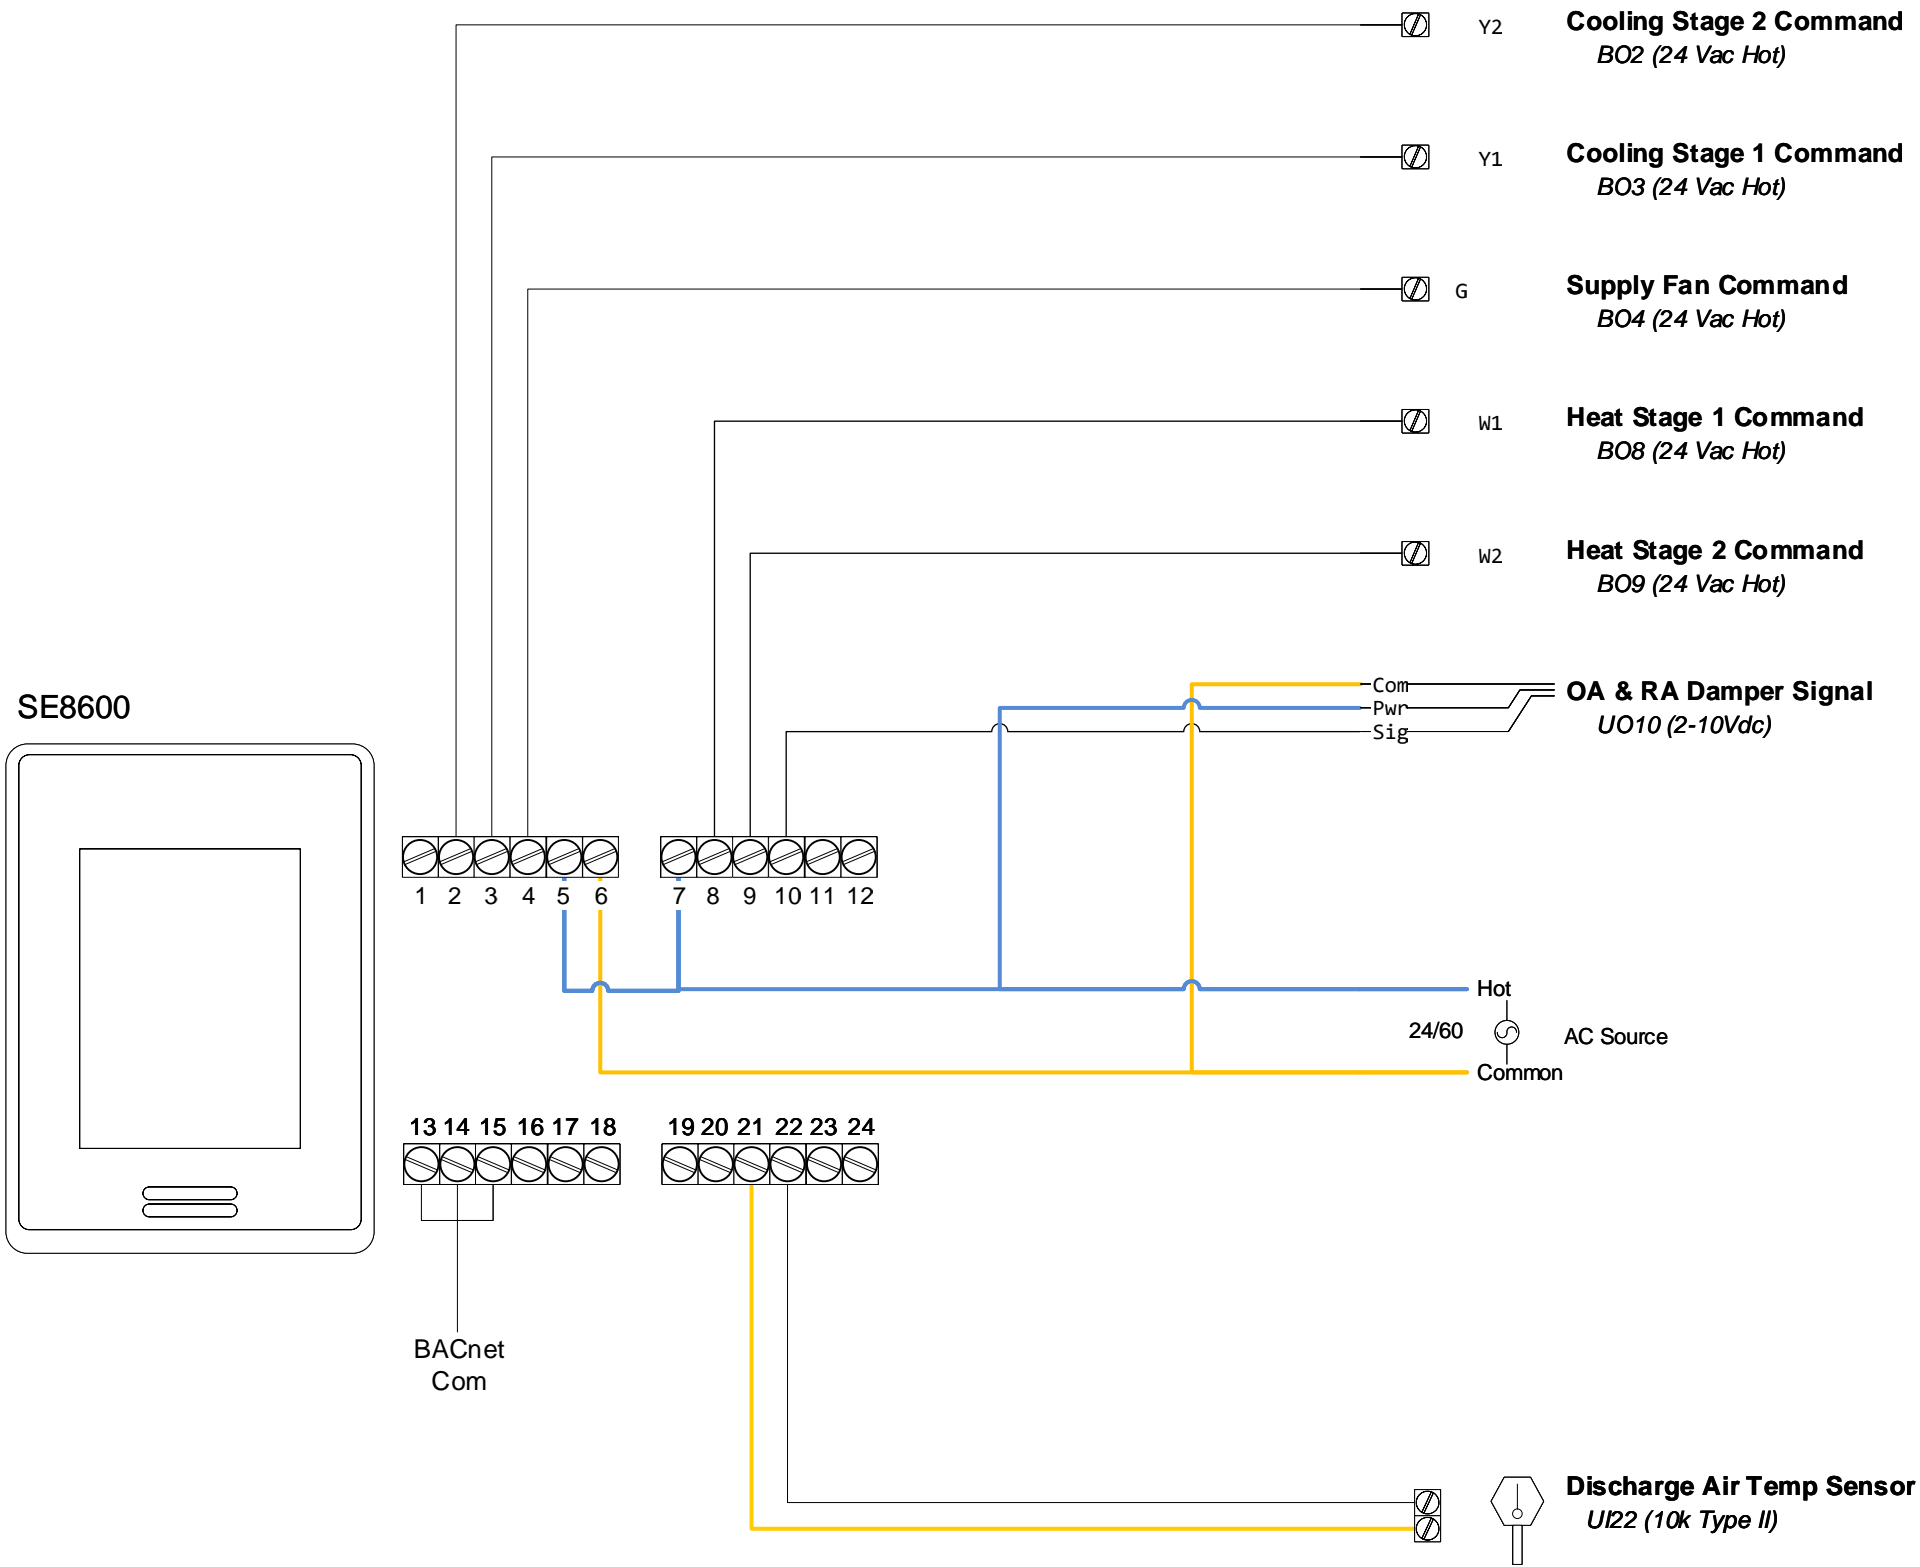 Y2 Cooling Stage 2 Command
BO2 (24 Vac Hot)
Y1 Cooling Stage 1 Command
BO3 (24 Vac Hot)
G Supply Fan Command
BO4 (24 Vac Hot)
W1 Heat Stage 1 Command
BO8 (24 Vac Hot)
W2 Heat Stage 2 Command
BO9 (24 Vac Hot)
SE8600
Com
Pwr
Sig
OA & RA Damper Signal
UO10 (2-10Vdc)
1 2 3 4 5 6 7 8 9 10 11 12
Hot
24/60 AC Source
Common
13 14 15 16 17 18 19 20 21 22 23 24
BACnet
Com
Discharge Air Temp Sensor
UI22 (10k Type II)